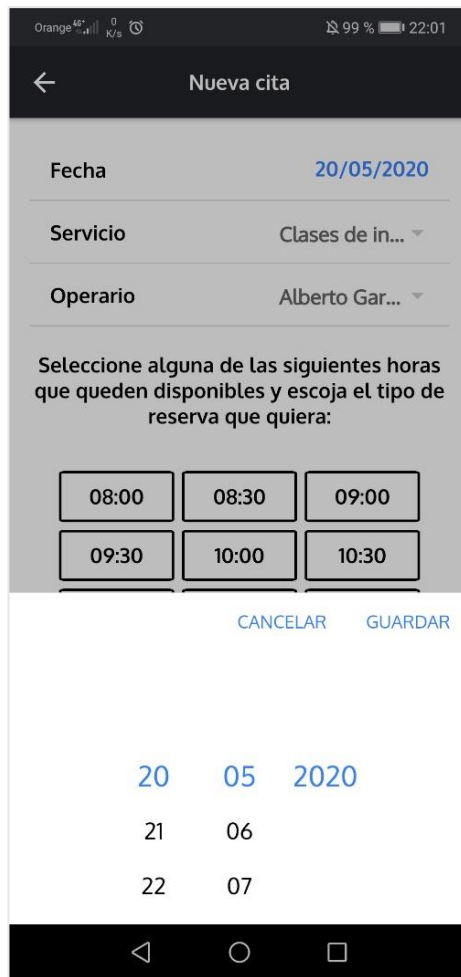 Orange 4G+ 0 K/s 99 % 22:01
Nueva cita
Fecha 20/05/2020
Servicio Clases de in...
Operario Alberto Gar...
Seleccione alguna de las siguientes horas
que queden disponibles y escoja el tipo de
reserva que quiera:
08:00 08:30 09:00
09:30 10:00 10:30
CANCELAR GUARDAR
20 05 2020
21 06
22 07